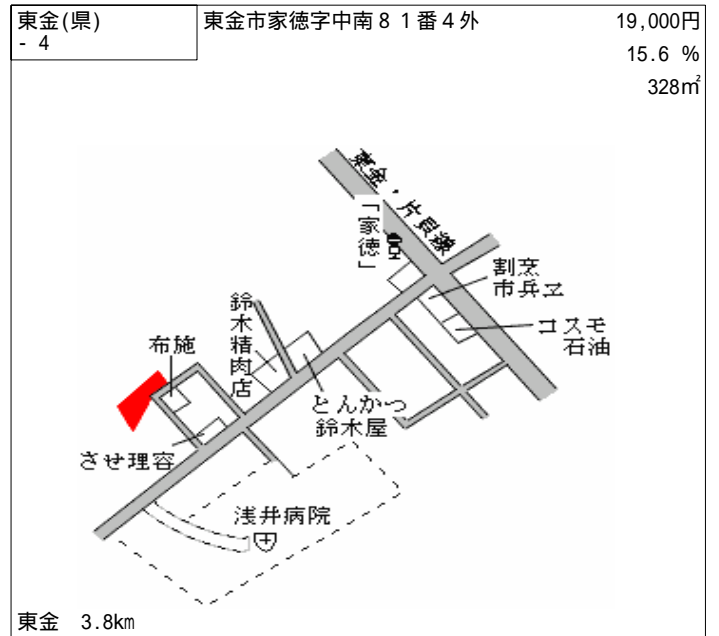 東金(県)
- 4
東金市家徳字中南８１番４外
19,000円
15.6 %
328㎡
東金・片貝線
「家徳」
割烹
市兵ヱ
コスモ
石油
鈴木精肉店
布施
とんかつ
鈴木屋
させ理容
浅井病院
東金 3.8km